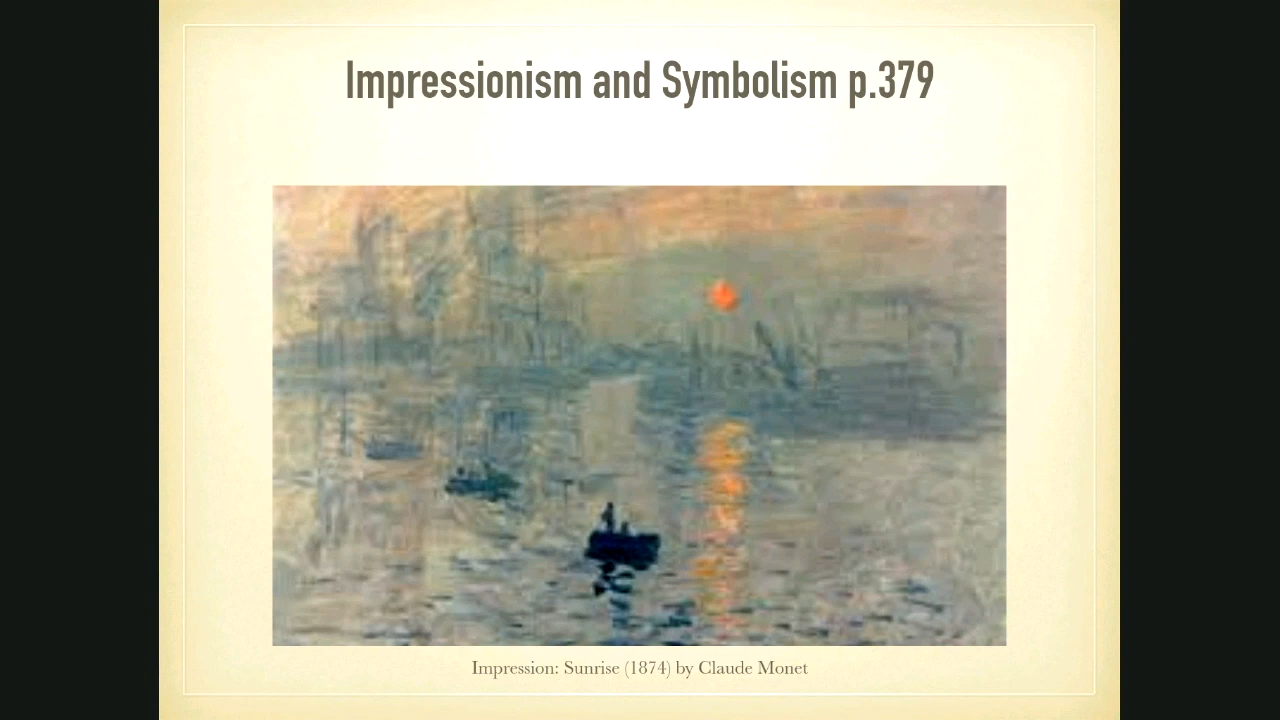 Impressionism and Symbolism p.379
Impression: Sunrise (1874) by Claude Monet